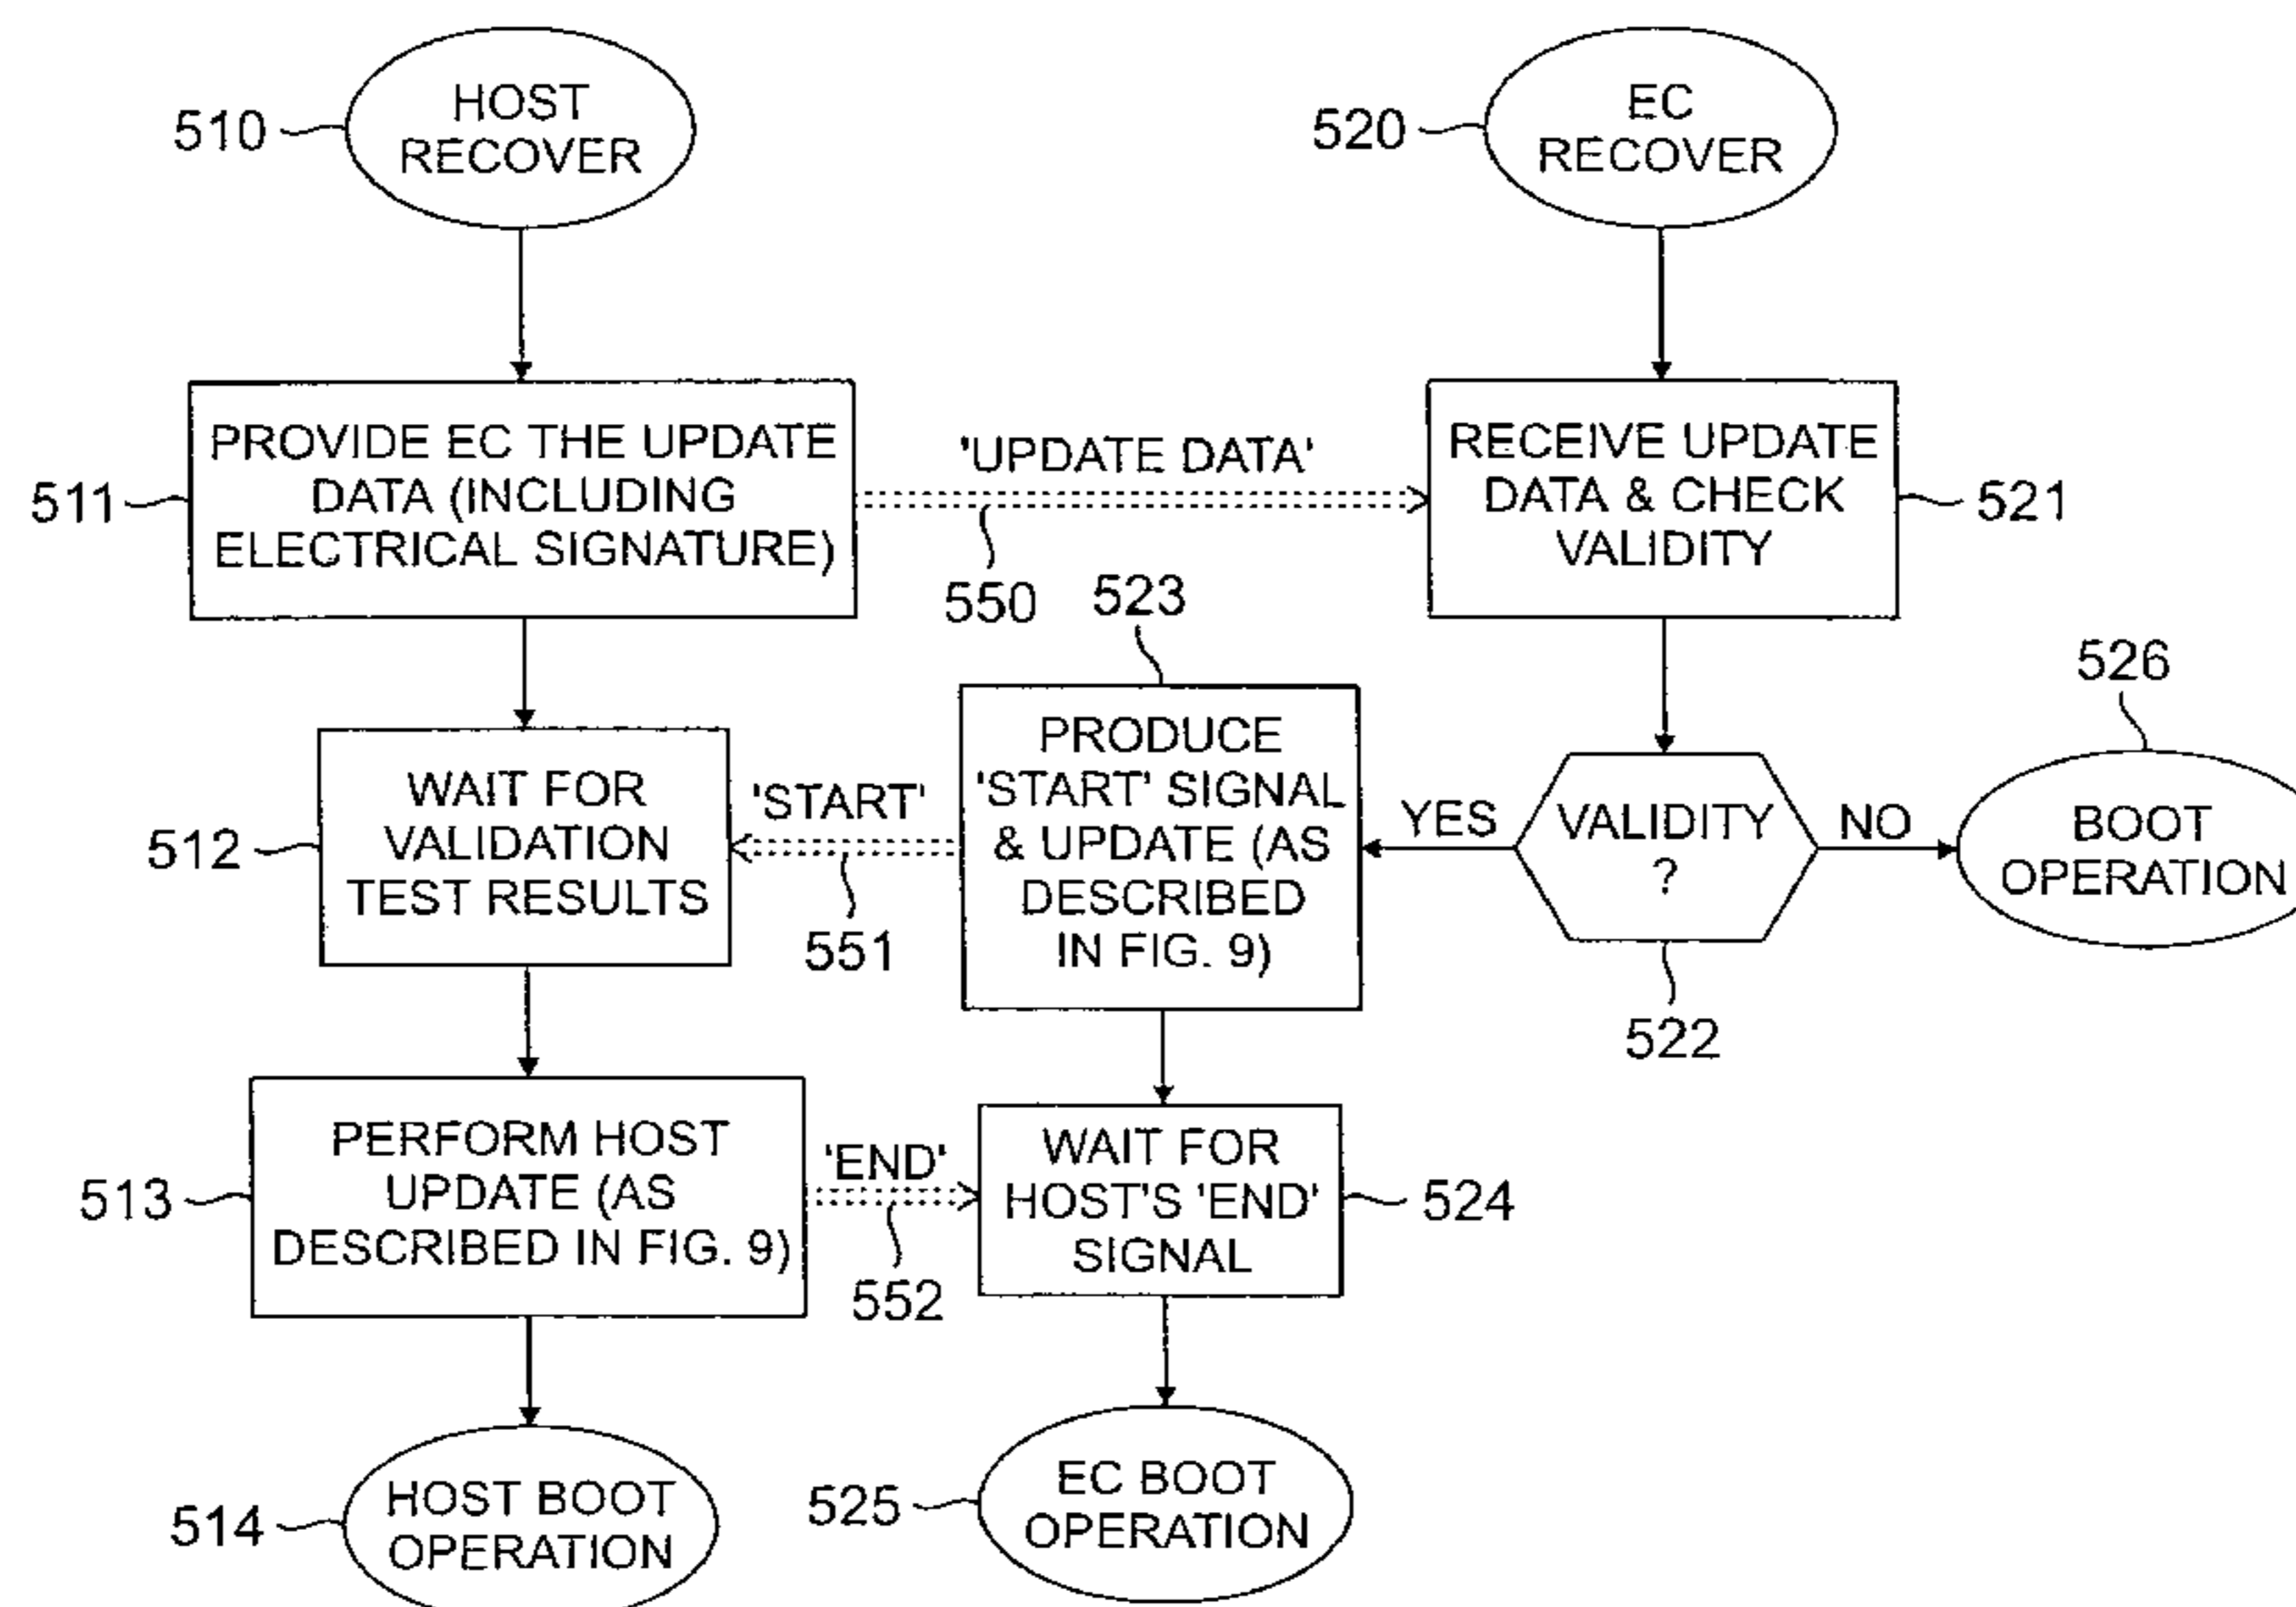 HOST
RECOVER
510
EC
RECOVER
520
PROVIDE EC THE UPDATE
DATA (INCLUDING
ELECTRICAL SIGNATURE)
511
'UPDATE DATA'
550
RECEIVE UPDATE
DATA & CHECK
VALIDITY
521
523
526
WAIT FOR
VALIDATION
TEST RESULTS
512
'START'
551
PRODUCE
'START' SIGNAL
& UPDATE (AS
DESCRIBED
IN FIG. 9)
YES
VALIDITY
?
NO
522
BOOT
OPERATION
PERFORM HOST
UPDATE (AS
DESCRIBED IN FIG. 9)
513
'END'
552
WAIT FOR
HOST'S 'END'
SIGNAL
524
HOST BOOT
OPERATION
514
EC BOOT
OPERATION
525